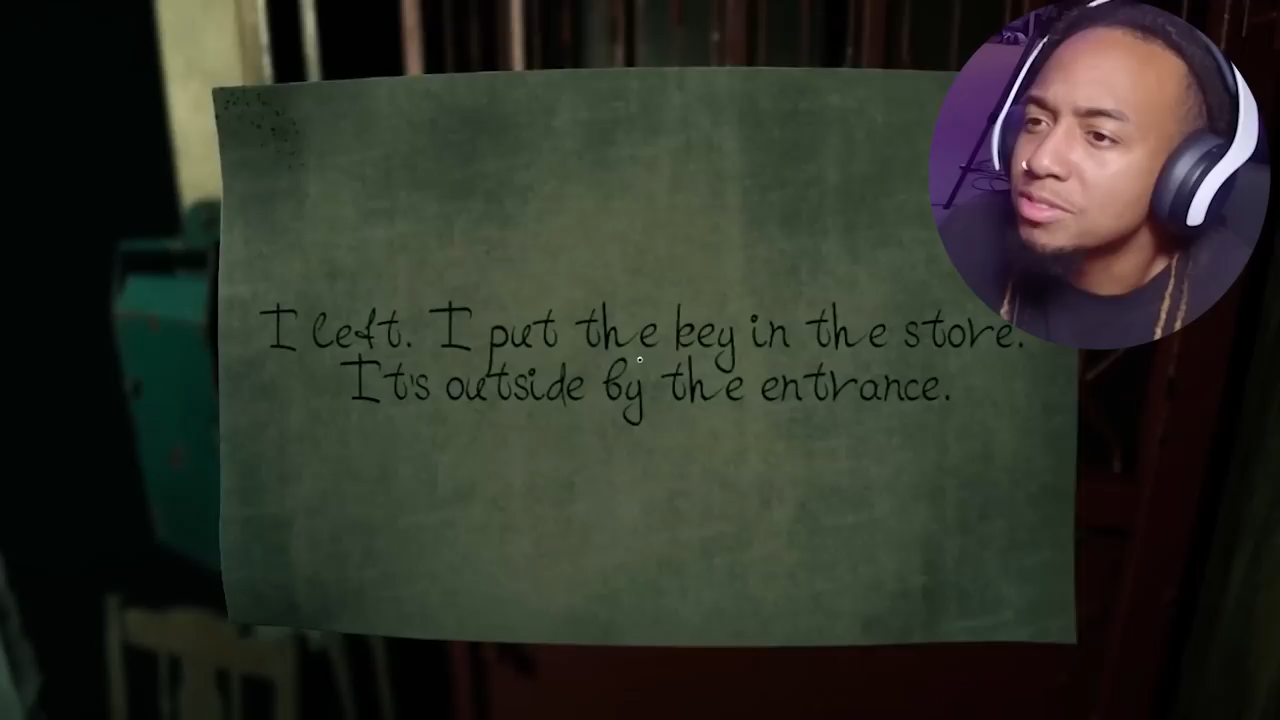 I left. I put the key in the store.
It's outside by the entrance.